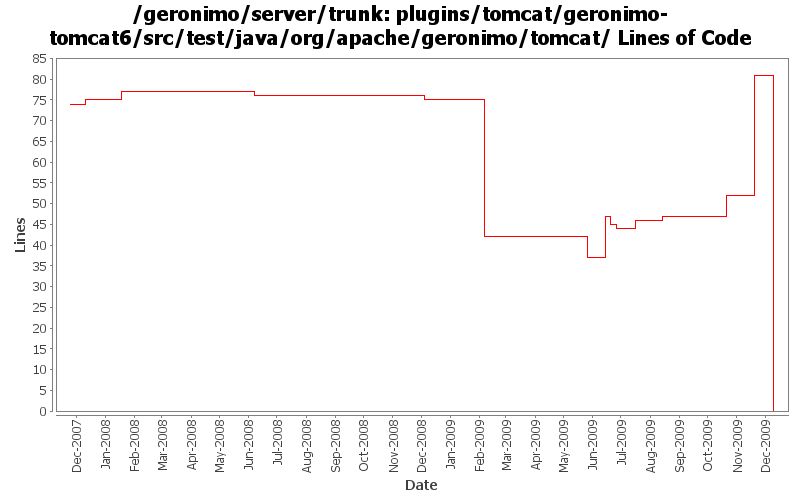 /geronimo/server/trunk: plugins/tomcat/geronimo-
tomcat6/src/test/java/org/apache/geronimo/tomcat/ Lines of Code
85
80
75
70
65
60
55
50
45
40
35
30
25
20
15
10
5
0
Lines
Dec-2007
Jan-2008
Feb-2008
Mar-2008
Apr-2008
May-2008
Jun-2008
Jul-2008
Aug-2008
Sep-2008
Oct-2008
Nov-2008
Dec-2008
Jan-2009
Feb-2009
Mar-2009
Apr-2009
May-2009
Jun-2009
Jul-2009
Aug-2009
Sep-2009
Oct-2009
Nov-2009
Dec-2009
Date